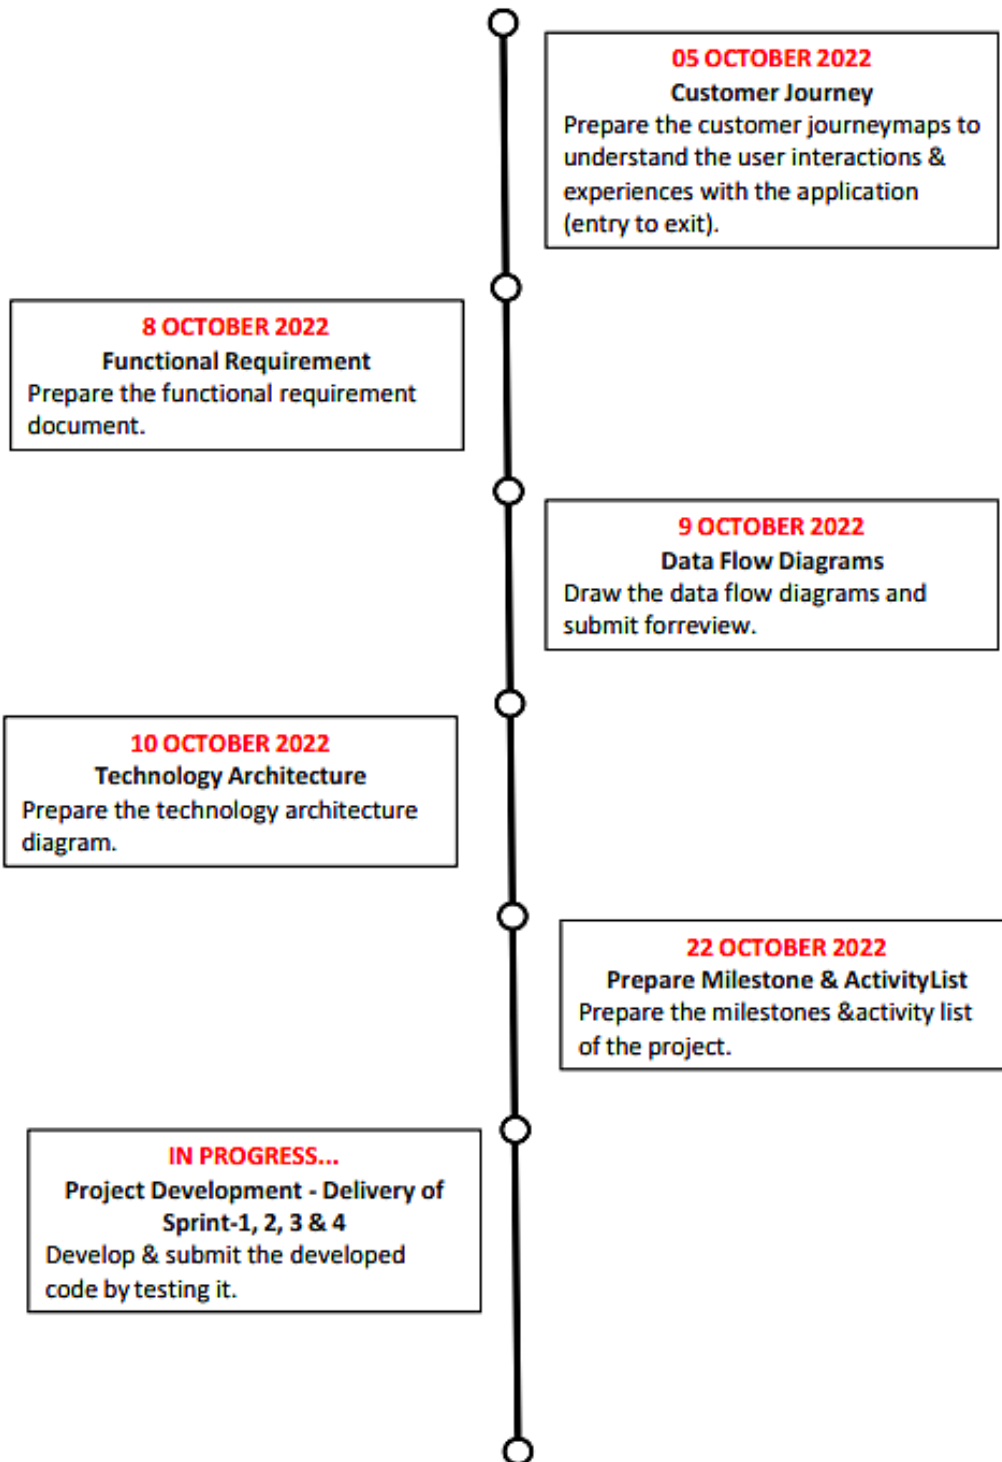 05 OCTOBER 2022
Customer Journey
Prepare the customer journeymaps to
understand the user interactions &
experiences with the application
(entry to exit).
8 OCTOBER 2022
Functional Requirement
Prepare the functional requirement
document.
9 OCTOBER 2022
Data Flow Diagrams
Draw the data flow diagrams and
submit forreview.
10 OCTOBER 2022
Technology Architecture
Prepare the technology architecture
diagram.
22 OCTOBER 2022
Prepare Milestone & ActivityList
Prepare the milestones &activity list
of the project.
IN PROGRESS...
Project Development - Delivery of
Sprint-1, 2, 3 & 4
Develop & submit the developed
code by testing it.